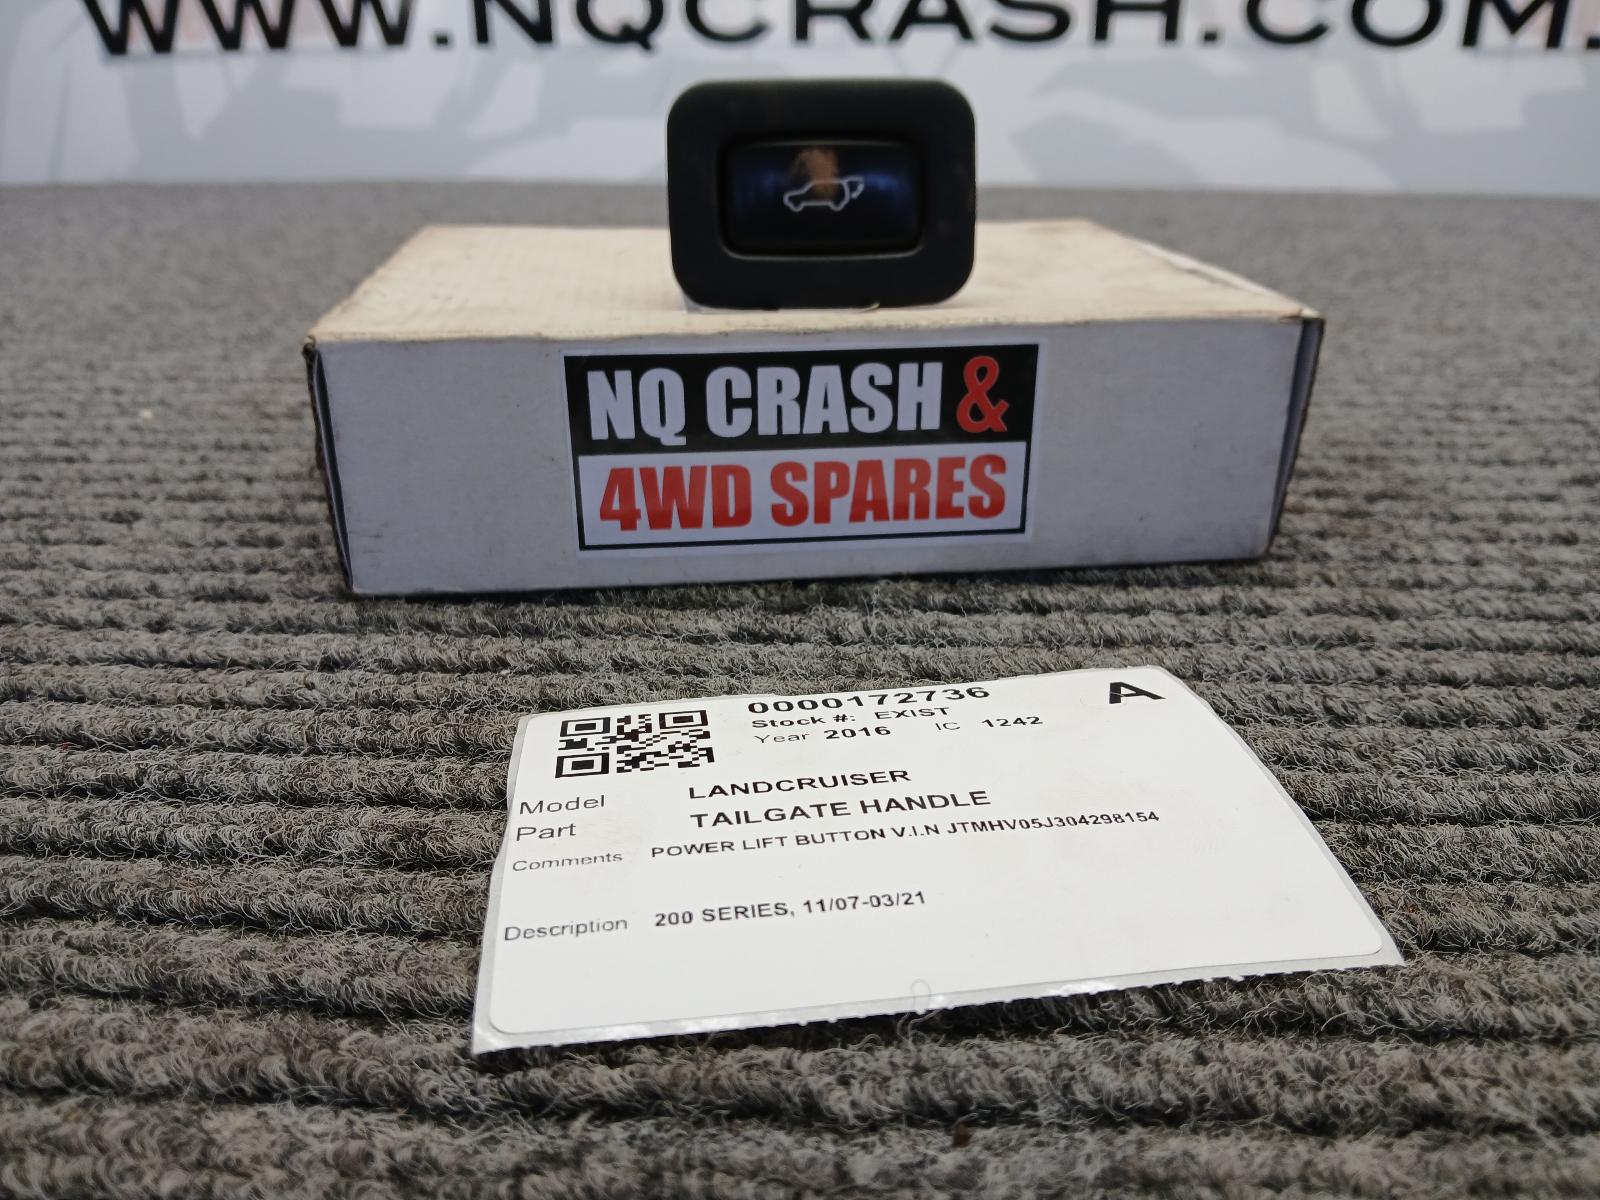 WWW.NQCRASH.COM.
NQ CRASH &
4WD SPARES
0000172736
A
Stock #: EXIST
Year 2016 IC 1242
Model LANDCRUISER
Part TAILGATE HANDLE
Comments POWER LIFT BUTTON V.I.N JTMHV05J304298154
Description 200 SERIES, 11/07-03/21